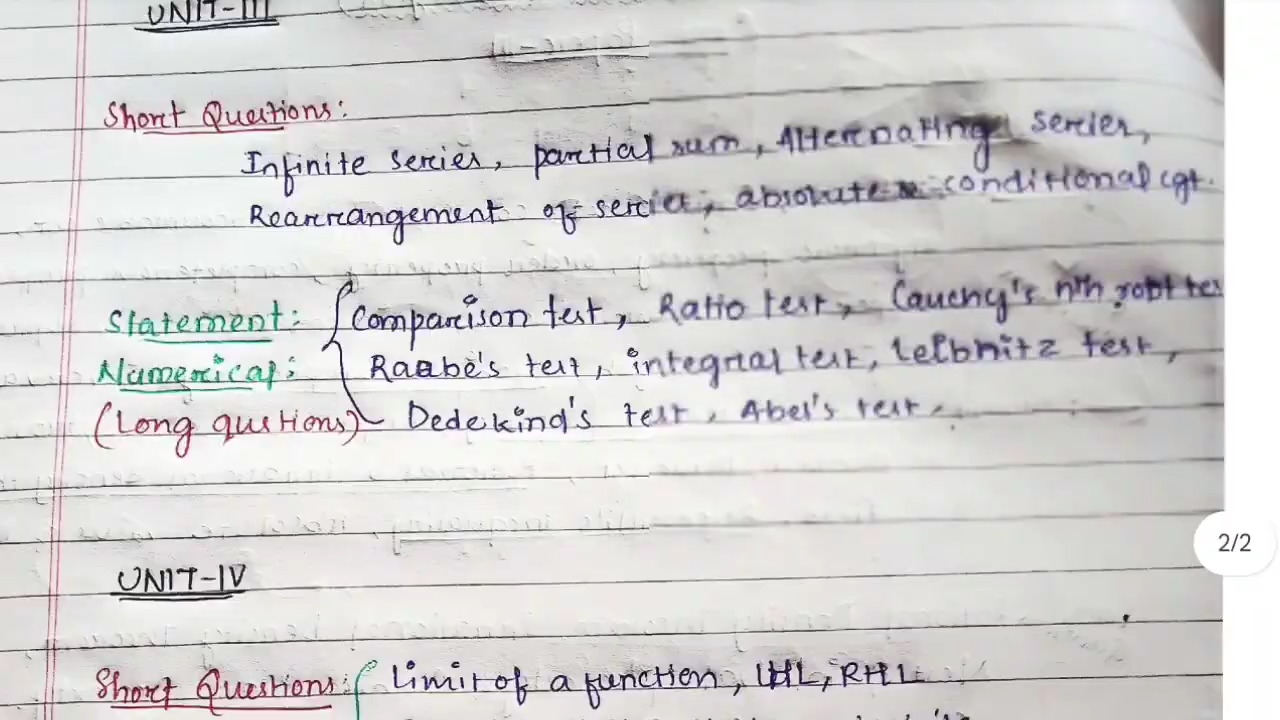 UNIT-III
Short Questions:
Infinite series, partial sum, Alternating series,
Rearrangement of series, absolute & conditional cgt.
Statement: Comparison test, Ratio test, Cauchy's nth root tes
Numerical: Raabe's test, integral test, Leibnitz test,
(Long qustions) Dedekind's test, Abel's test,
2/2
UNIT-IV
Short Questions: Limit of a function, LHL, RHL